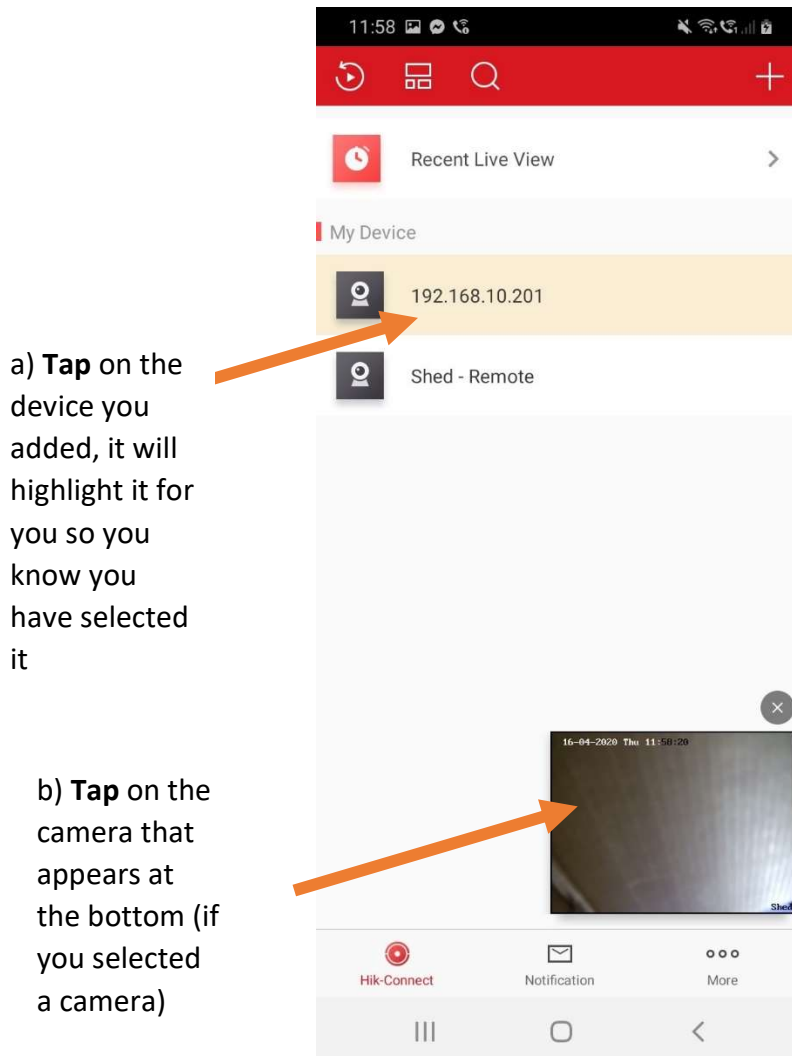 11:58
Recent Live View
My Device
192.168.10.201
a) Tap on the
device you
added, it will
highlight it for
you so you
know you
have selected
it
Shed - Remote
16-04-2020 Thu 11:58:20
Shed
b) Tap on the
camera that
appears at
the bottom (if
you selected
a camera)
Hik-Connect
Notification
More